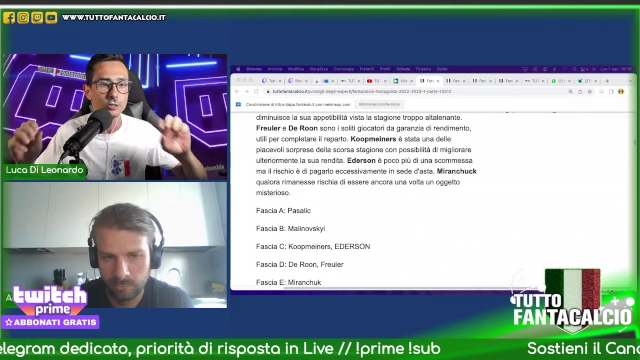 WWW.TUTTOFANTACALCIO.IT
diminuisce la sua appetibilità vista la stagione troppo altalenante.
Freuler e De Roon sono i soliti giocatori da garanzia di rendimento,
utili per completare il reparto. Koopmeiners è stata una delle
piacevoli sorprese della scorsa stagione con possibilità di migliorare
ulteriormente la sua rendita. Ederson è poco più di una scommessa
ma il rischio è di pagarlo eccessivamente in sede d'asta. Miranchuck
qualora rimanesse rischia di essere ancora una volta un oggetto
misterioso.
Fascia A: Pasalic
Fascia B: Malinovskyi
Fascia C: Koopmeiners, EDERSON
Fascia D: De Roon, Freuler
Fascia E: Miranchuk
Luca Di Leonardo
A
twitch
prime
ABBONATI GRATIS
TUTTO
FANTACALCIO
elegram dedicato, priorità di risposta in Live // !prime !sub
Sostieni il Can